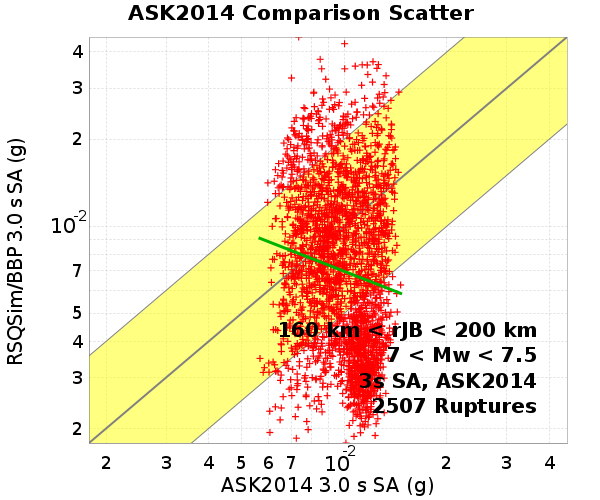 ASK2014 Comparison Scatter
RSQSim/BBP 3.0 s SA (g)
4
3
2
10-2
7
5
4
3
2
160 km < rJB < 200 km
7 < Mw < 7.5
3s SA, ASK2014
2507 Ruptures
2 3 4 5 6 7 10-2 2 3 4
ASK2014 3.0 s SA (g)